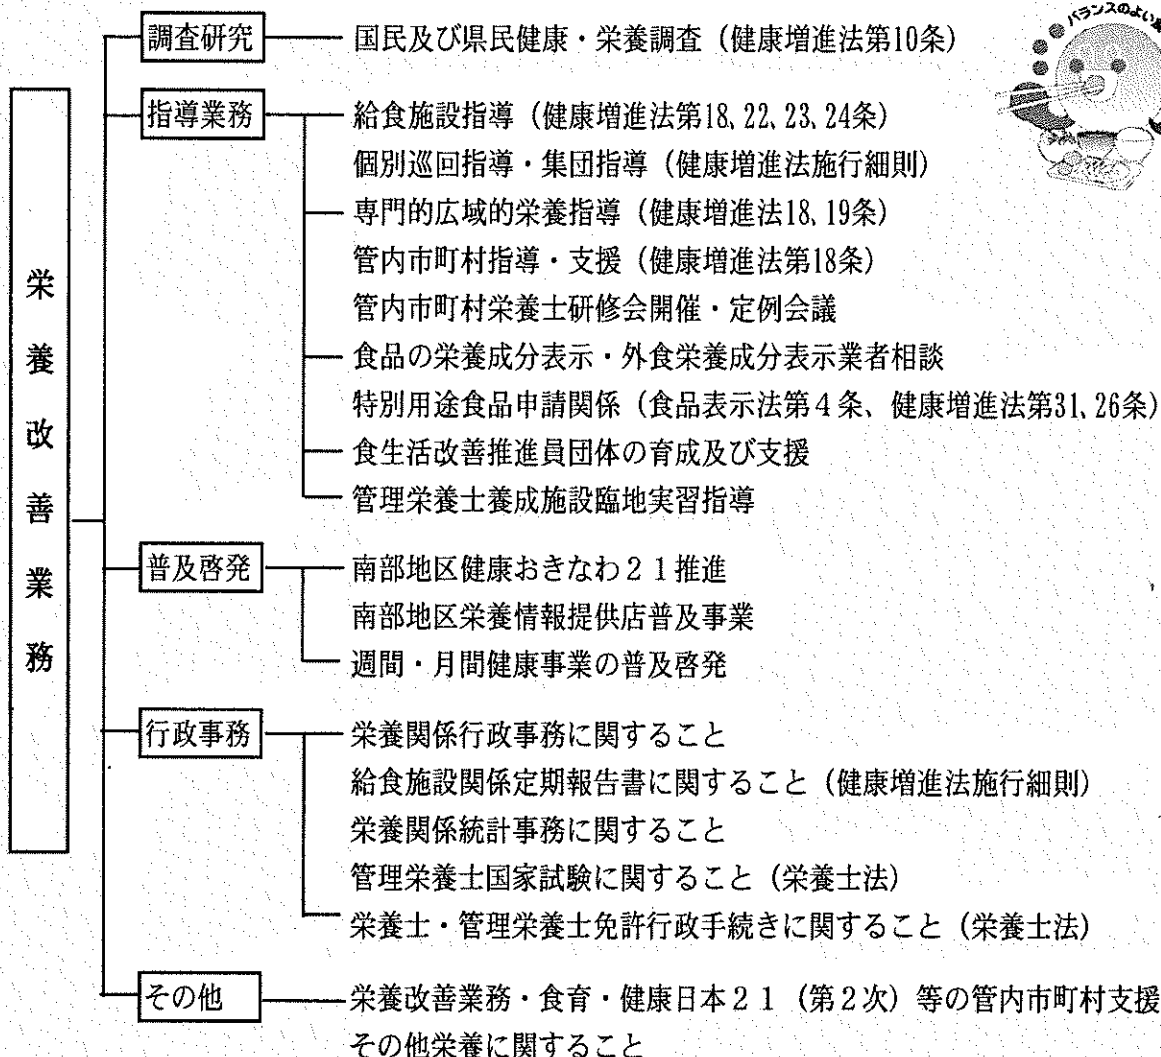 バランスのよい
調査研究 国民及び県民健康・栄養調査（健康増進法第10条）
指導業務 給食施設指導（健康増進法第18、22、23、24条）
個別巡回指導・集団指導（健康増進法施行細則）
専門的広域的栄養指導（健康増進法18、19条）
管内市町村指導・支援（健康増進法第18条）
管内市町村栄養士研修会開催・定例会議
食品の栄養成分表示・外食栄養成分表示業者相談
特別用途食品申請関係（食品表示法第４条、健康増進法第31、26条）
食生活改善推進員団体の育成及び支援
管理栄養士養成施設臨地実習指導
栄養改善業務
普及啓発 南部地区健康おきなわ２１推進
南部地区栄養情報提供店普及事業
週間・月間健康事業の普及啓発
行政事務 栄養関係行政事務に関すること
給食施設関係定期報告書に関すること（健康増進法施行細則）
栄養関係統計事務に関すること
管理栄養士国家試験に関すること（栄養士法）
栄養士・管理栄養士免許行政手続きに関すること（栄養士法）
その他 栄養改善業務・食育・健康日本２１（第２次）等の管内市町村支援
その他栄養に関すること